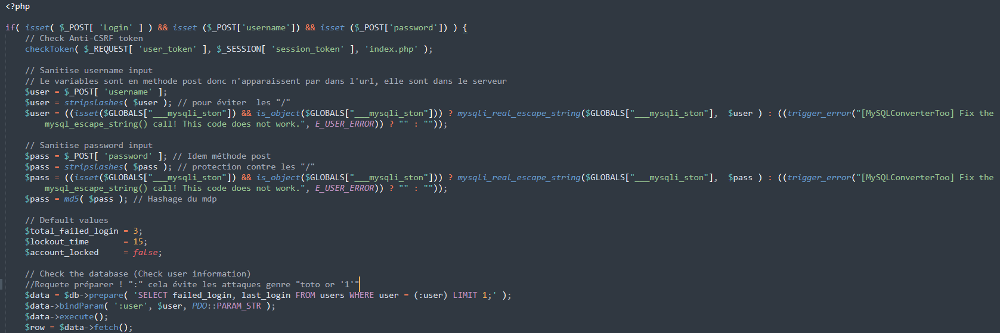 <?php
if( isset( $_POST[ 'Login' ] ) && isset ($_POST['username']) && isset ($_POST['password']) ) {
// Check Anti-CSRF token
checkToken( $_REQUEST[ 'user_token' ], $_SESSION[ 'session_token' ], 'index.php' );
// Sanitise username input
// Le variables sont en methode post donc n'apparaissent par dans l'url, elle sont dans le serveur
$user = $_POST[ 'username' ];
$user = stripslashes( $user ); // pour éviter  les "/"
$user = ((isset($GLOBALS["___mysqli_ston"]) && is_object($GLOBALS["___mysqli_ston"])) ? mysqli_real_escape_string($GLOBALS["___mysqli_ston"],  $user ) : ((trigger_error("[MySQLConverterToo] Fix the
mysql_escape_string() call! This code does not work.", E_USER_ERROR)) ? "" : ""));
// Sanitise password input
$pass = $_POST[ 'password' ]; // Idem méthode post
$pass = stripslashes( $pass ); // protection contre les "/"
$pass = ((isset($GLOBALS["___mysqli_ston"]) && is_object($GLOBALS["___mysqli_ston"])) ? mysqli_real_escape_string($GLOBALS["___mysqli_ston"],  $pass ) : ((trigger_error("[MySQLConverterToo] Fix the
mysql_escape_string() call! This code does not work.", E_USER_ERROR)) ? "" : ""));
$pass = md5( $pass ); // Hashage du mdp
// Default values
$total_failed_login = 3;
$lockout_time       = 15;
$account_locked     = false;
// Check the database (Check user information)
//Requete préparer ! ":" cela évite les attaques genre "toto or '1'"
$data = $db->prepare( 'SELECT failed_login, last_login FROM users WHERE user = (:user) LIMIT 1;' );
$data->bindParam( ':user', $user, PDO::PARAM_STR );
$data->execute();
$row = $data->fetch();